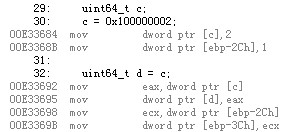 29: uint64_t c;
30: c = 0x100000002;
00E33684 mov dword ptr [c],2
00E3368B mov dword ptr [ebp-2Ch],1
31:
32: uint64_t d = c;
00E33692 mov eax,dword ptr [c]
00E33695 mov dword ptr [d],eax
00E33698 mov ecx,dword ptr [ebp-2Ch]
00E3369B mov dword ptr [ebp-3Ch],ecx